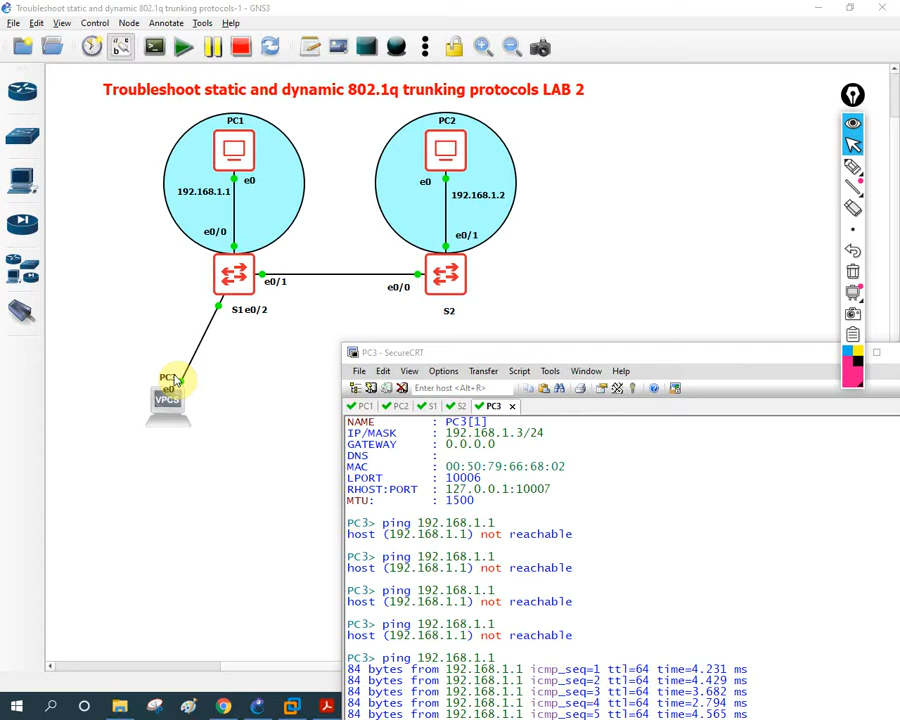 Troubleshoot static and dynamic 802.1q trunking protocols-1 - GNS3
File Edit View Control Node Annotate Tools Help
Troubleshoot static and dynamic 802.1q trunking protocols LAB 2
PC1
PC2
e0
e0
192.168.1.1
192.168.1.2
e0/0
e0/1
e0/1
e0/0
S1 e0/2
S2
e0
VPCS
PC3 - SecureCRT
File Edit View Options Transfer Script Tools Window Help
Enter host <Alt+R>
PC1 PC2 S1 S2 PC3
NAME : PC3[1]
IP/MASK : 192.168.1.3/24
GATEWAY : 0.0.0.0
DNS :
MAC : 00:50:79:66:68:02
LPORT : 10006
RHOST:PORT : 127.0.0.1:10007
MTU: : 1500
PC3> ping 192.168.1.1
host (192.168.1.1) not reachable
PC3> ping 192.168.1.1
host (192.168.1.1) not reachable
PC3> ping 192.168.1.1
host (192.168.1.1) not reachable
PC3> ping 192.168.1.1
host (192.168.1.1) not reachable
PC3> ping 192.168.1.1
84 bytes from 192.168.1.1 icmp_seq=1 ttl=64 time=4.231 ms
84 bytes from 192.168.1.1 icmp_seq=2 ttl=64 time=4.429 ms
84 bytes from 192.168.1.1 icmp_seq=3 ttl=64 time=3.682 ms
84 bytes from 192.168.1.1 icmp_seq=4 ttl=64 time=2.794 ms
84 bytes from 192.168.1.1 icmp_seq=5 ttl=64 time=4.565 ms